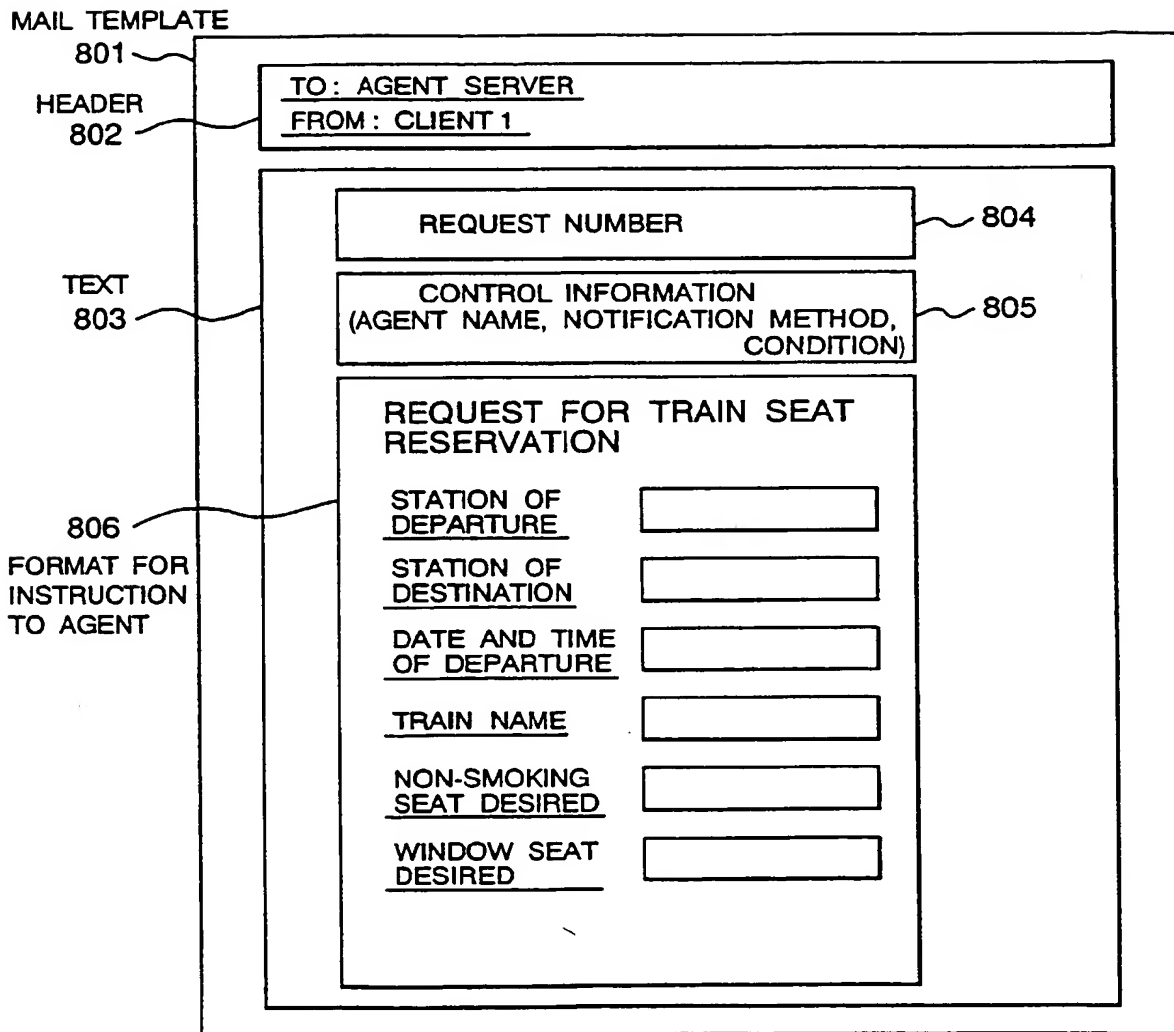 MAIL TEMPLATE
801
HEADER
802
TO: AGENT SERVER
FROM: CLIENT 1
TEXT
803
REQUEST NUMBER
804
CONTROL INFORMATION
(AGENT NAME, NOTIFICATION METHOD,
CONDITION)
805
806
FORMAT FOR
INSTRUCTION
TO AGENT
REQUEST FOR TRAIN SEAT
RESERVATION
STATION OF
DEPARTURE
STATION OF
DESTINATION
DATE AND TIME
OF DEPARTURE
TRAIN NAME
NON-SMOKING
SEAT DESIRED
WINDOW SEAT
DESIRED